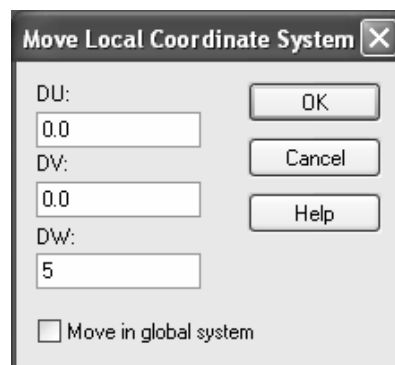 Move Local Coordinate System
DU:
0.0
DV:
0.0
DW:
5
OK
Cancel
Help
Move in global system